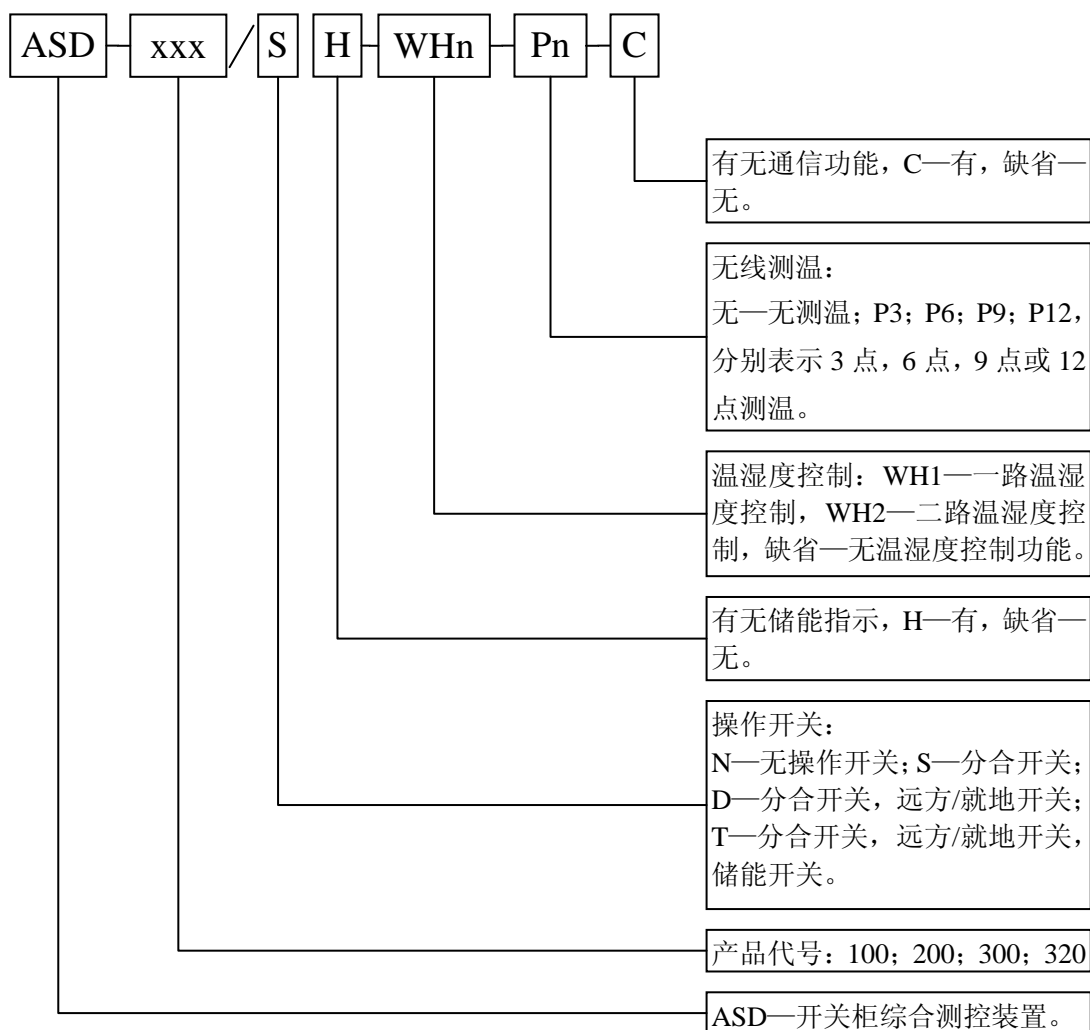 ASD xxx / S H WHn Pn C
有无通信功能，C—有，缺省—
无。
无线测温：
无—无测温；P3；P6；P9；P12，
分别表示 3 点，6 点，9 点或 12
点测温。
温湿度控制：WH1—一路温湿
度控制，WH2—二路温湿度控
制，缺省—无温湿度控制功能。
有无储能指示，H—有，缺省—
无。
操作开关：
N—无操作开关；S—分合开关；
D—分合开关，远方/就地开关；
T—分合开关，远方/就地开关，
储能开关。
产品代号：100；200；300；320
ASD—开关柜综合测控装置。